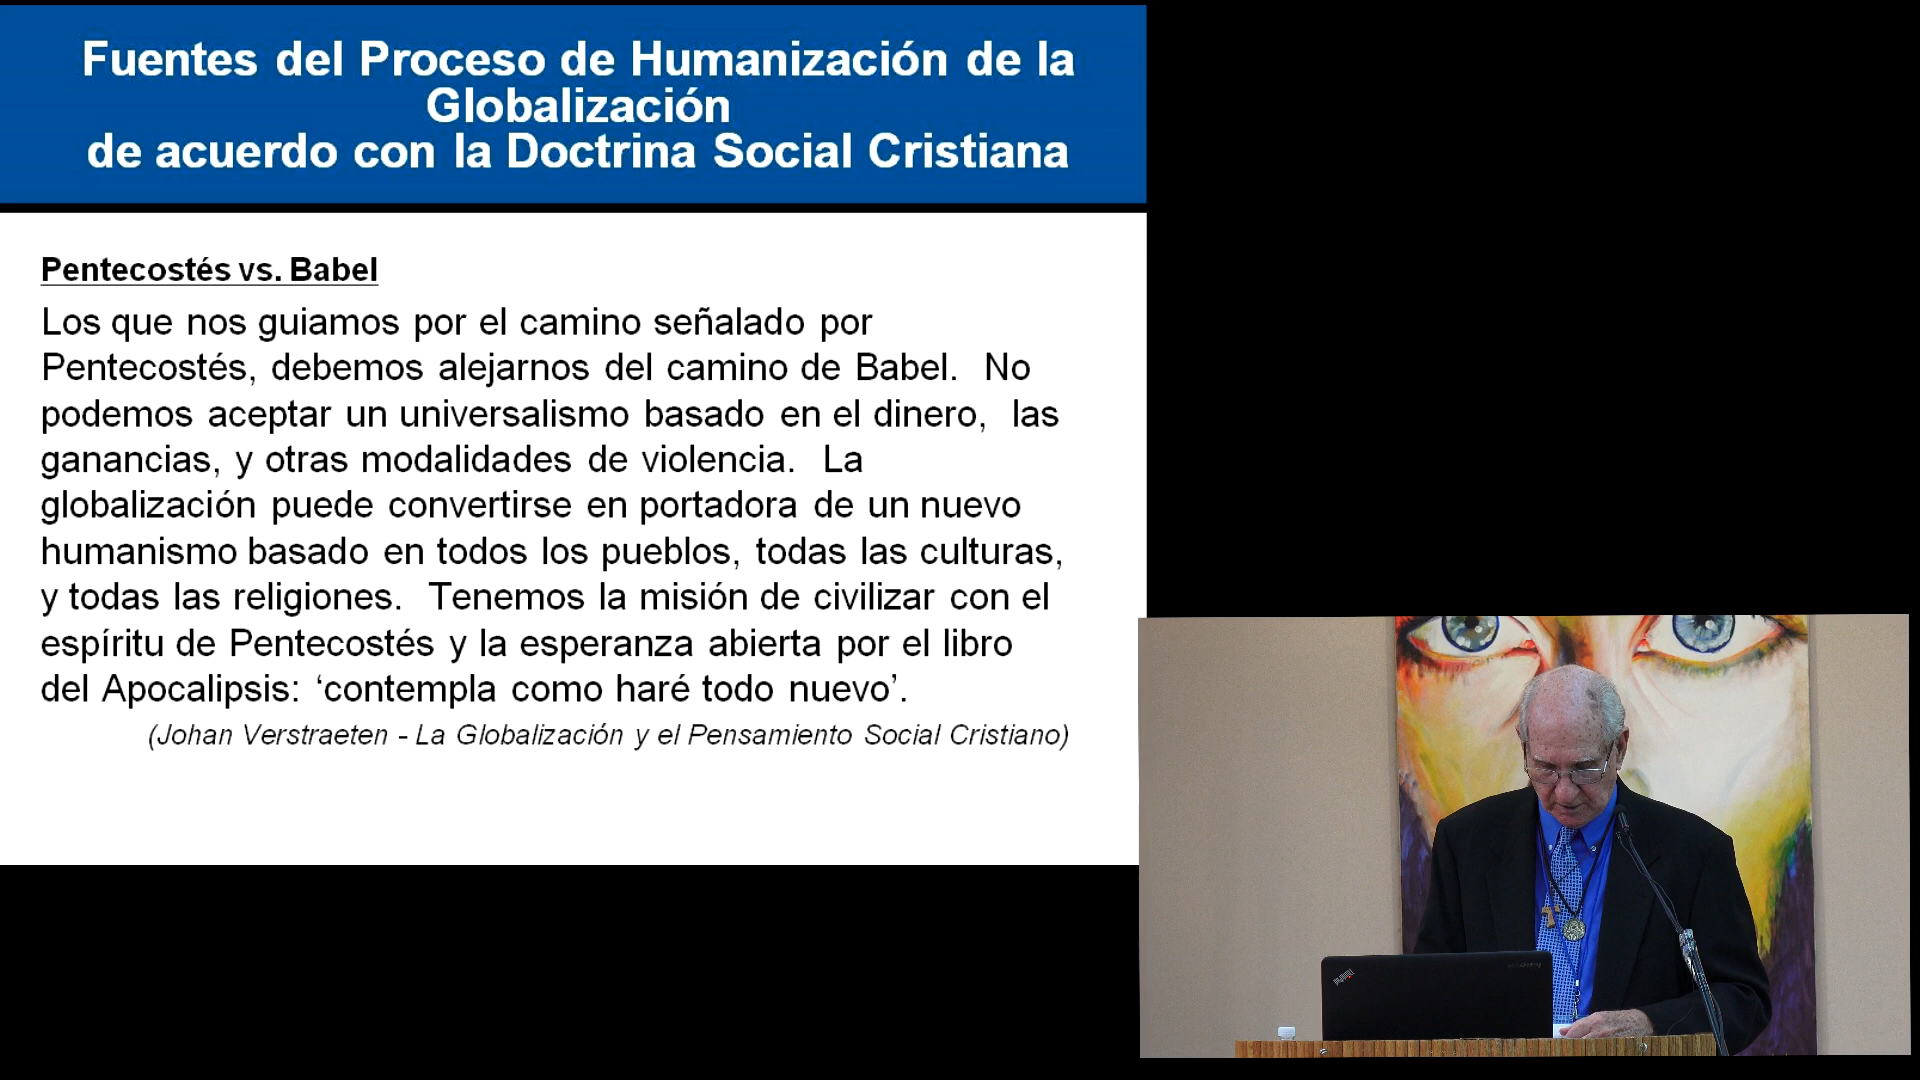 Fuentes del Proceso de Humanización de la
Globalización
de acuerdo con la Doctrina Social Cristiana
Pentecostés vs. Babel
Los que nos guiamos por el camino señalado por
Pentecostés, debemos alejarnos del camino de Babel. No
podemos aceptar un universalismo basado en el dinero, las
ganancias, y otras modalidades de violencia. La
globalización puede convertirse en portadora de un nuevo
humanismo basado en todos los pueblos, todas las culturas,
y todas las religiones. Tenemos la misión de civilizar con el
espíritu de Pentecostés y la esperanza abierta por el libro
del Apocalipsis: ‘contempla como haré todo nuevo’.
(Johan Verstraeten - La Globalización y el Pensamiento Social Cristiano)